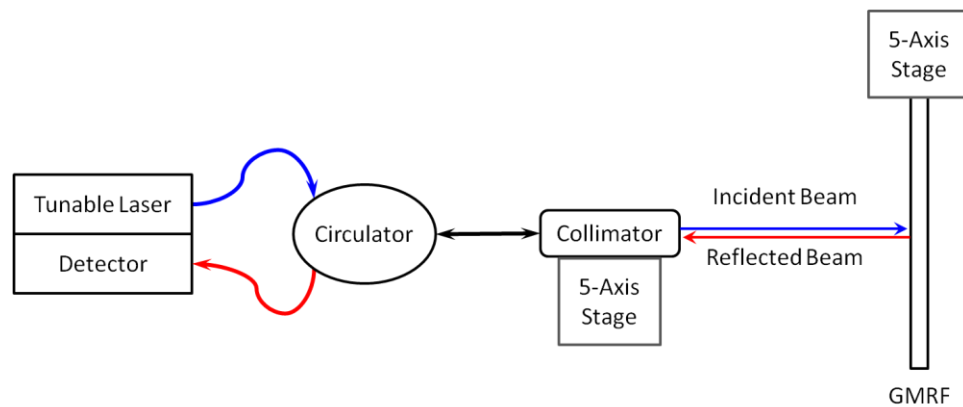 5-Axis
Stage
Tunable Laser
Detector
Circulator
Collimator
Incident Beam
Reflected Beam
5-Axis
Stage
GMRF